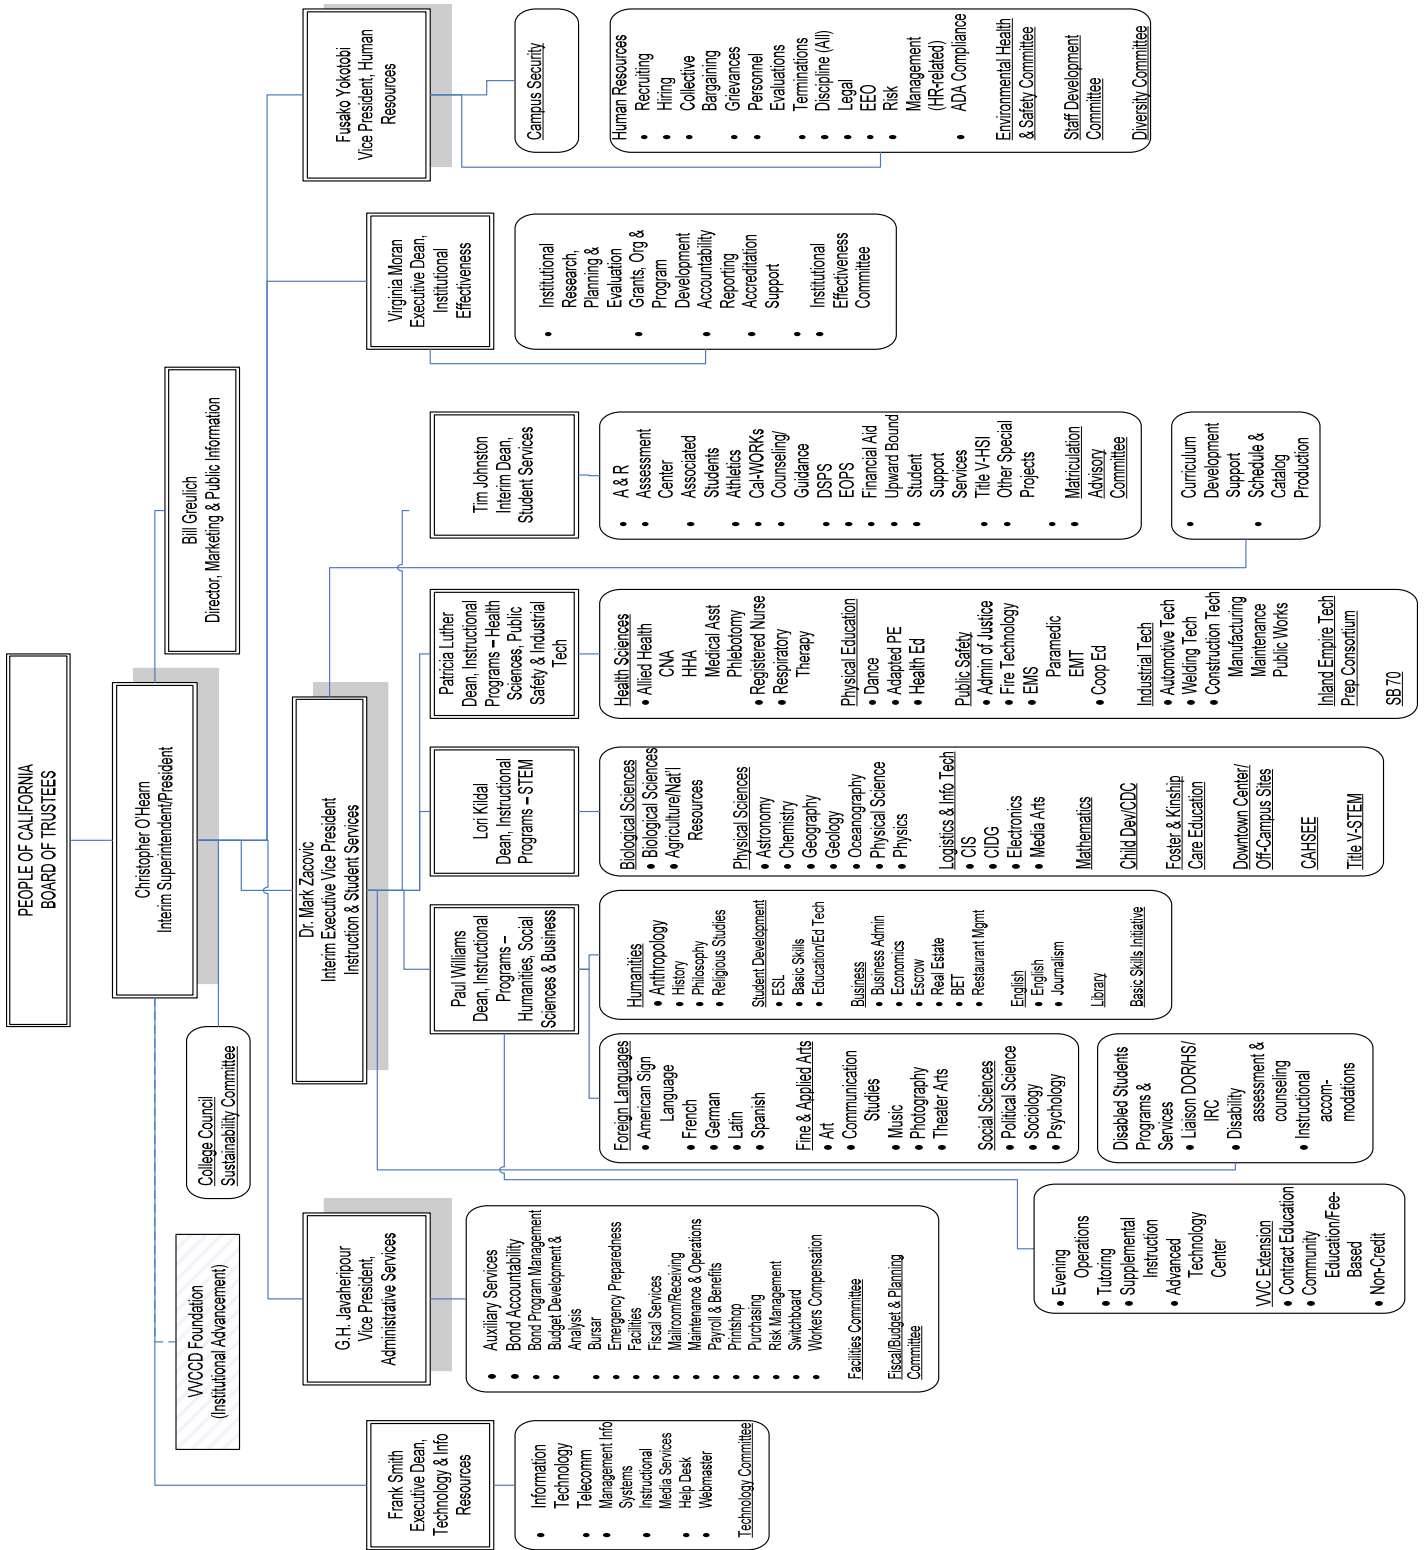 PEOPLE OF CALIFORNIA
BOARD OF TRUSTEES
Christopher O'Hearn
Interim Superintendent/President
Bill Greulich
Director, Marketing & Public Information
College Council
Sustainability Committee
VVCCD Foundation
(Institutional Advancement)
Frank Smith
Executive Dean,
Technology & Info
Resources
• Information
Technology
• Telecomm
• Management Info
Systems
• Instructional
Media Services
• Help Desk
• Webmaster
Technology Committee
G.H. Javaheripour
Vice President,
Administrative Services
• Auxiliary Services
• Bond Accountability
• Bond Program Management
• Budget Development &
Analysis
• Bursar
• Emergency Preparedness
• Facilities
• Fiscal Services
• Mailroom/Receiving
• Maintenance & Operations
• Payroll & Benefits
• Printshop
• Purchasing
• Risk Management
• Switchboard
• Workers Compensation
Facilities Committee
Fiscal/Budget & Planning
Committee
Dr. Mark Zacovic
Interim Executive Vice President
Instruction & Student Services
Paul Williams
Dean, Instructional
Programs –
Humanities, Social
Sciences & Business
Foreign Languages
• American Sign
Language
• French
• German
• Latin
• Spanish
Fine & Applied Arts
• Art
• Communication
Studies
• Music
• Photography
• Theater Arts
Social Sciences
• Political Science
• Sociology
• Psychology
Humanities
• Anthropology
• History
• Philosophy
• Religious Studies
Student Development
• ESL
• Basic Skills
• Education/Ed Tech
Business
• Business Admin
• Economics
• Escrow
• Real Estate
• BET
• Restaurant Mgmt
English
• English
• Journalism
Library
Basic Skills Initiative
• Evening
Operations
• Tutoring
• Supplemental
Instruction
• Advanced
Technology
Center
VVC Extension
• Contract Education
• Community
Education/Fee-
Based
• Non-Credit
Disabled Students
Programs &
Services
• Liaison DOR/HS/
IRC
• Disability
assessment &
counseling
• Instructional
accom-
modations
Lori Kildal
Dean, Instructional
Programs – STEM
Biological Sciences
• Biological Sciences
• Agriculture/Nat'l
Resources
Physical Sciences
• Astronomy
• Chemistry
• Geography
• Geology
• Oceanography
• Physical Science
• Physics
Logistics & Info Tech
• CIS
• CIDG
• Electronics
• Media Arts
Mathematics
Child Dev/CDC
Foster & Kinship
Care Education
Downtown Center/
Off-Campus Sites
CAHSEE
Title V-STEM
Patricia Luther
Dean, Instructional
Programs – Health
Sciences, Public
Safety & Industrial
Tech
Health Sciences
• Allied Health
CNA
HHA
Medical Asst
Phlebotomy
• Registered Nurse
• Respiratory
Therapy
Physical Education
• Dance
• Adapted PE
• Health Ed
Public Safety
• Admin of Justice
• Fire Technology
• EMS
Paramedic
EMT
• Coop Ed
Industrial Tech
• Automotive Tech
• Welding Tech
• Construction Tech
Manufacturing
Maintenance
Public Works
Inland Empire Tech
Prep Consortium
SB 70
Tim Johnston
Interim Dean,
Student Services
• A & R
• Assessment
Center
• Associated
Students
• Athletics
• Cal-WORKs
• Counseling/
Guidance
• DSPS
• EOPS
• Financial Aid
• Upward Bound
• Student
Support
Services
• Title V-HSI
• Other Special
Projects
•
• Matriculation
Advisory
Committee
• Curriculum
Development
Support
• Schedule &
Catalog
Production
Virginia Moran
Executive Dean,
Institutional
Effectiveness
• Institutional
Research,
Planning &
Evaluation
• Grants, Org &
Program
Development
• Accountability
Reporting
• Accreditation
Support
•
• Institutional
Effectiveness
Committee
Fusako Yokotobi
Vice President, Human
Resources
Campus Security
Human Resources
• Recruiting
• Hiring
• Collective
Bargaining
• Grievances
• Personnel
Evaluations
• Terminations
• Discipline (All)
• Legal
• EEO
• Risk
Management
(HR-related)
• ADA Compliance
Environmental Health
& Safety Committee
Staff Development
Committee
Diversity Committee